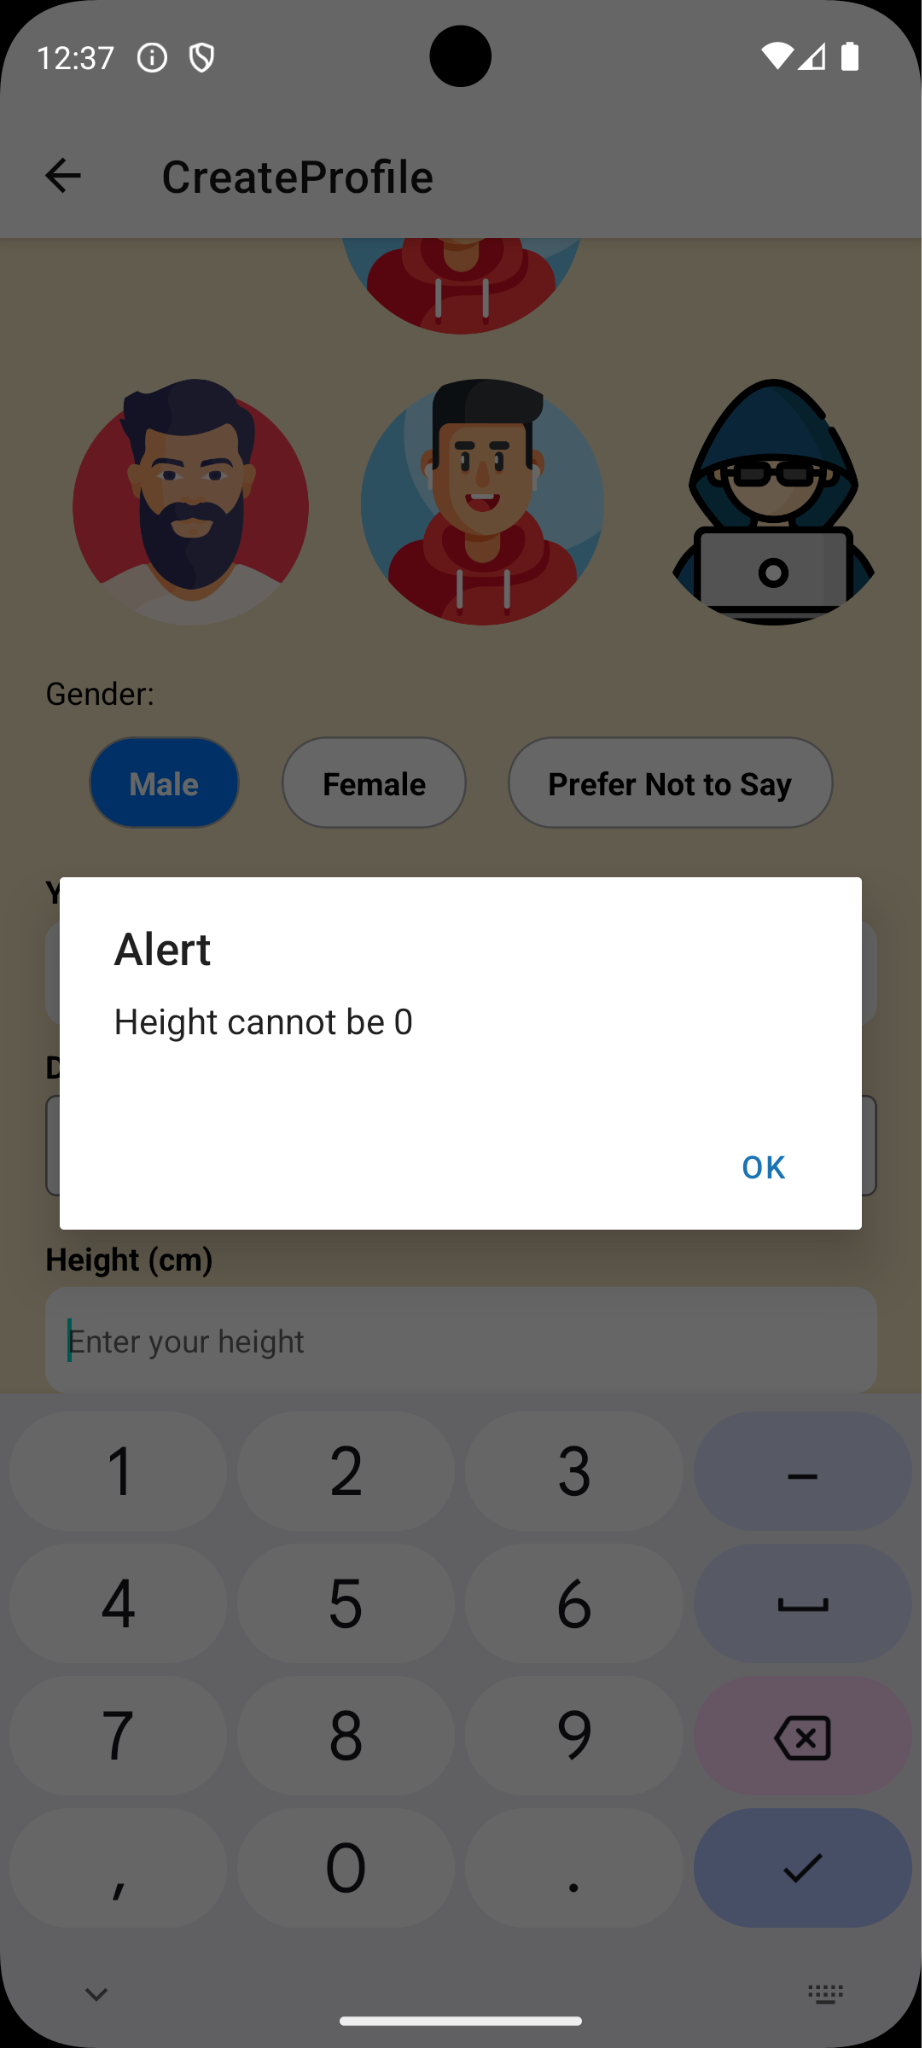 12:37
CreateProfile
Gender:
Male
Female
Prefer Not to Say
Alert
Height cannot be 0
OK
Height (cm)
Enter your height
1
2
3
–
4
5
6
7
8
9
,
0
.